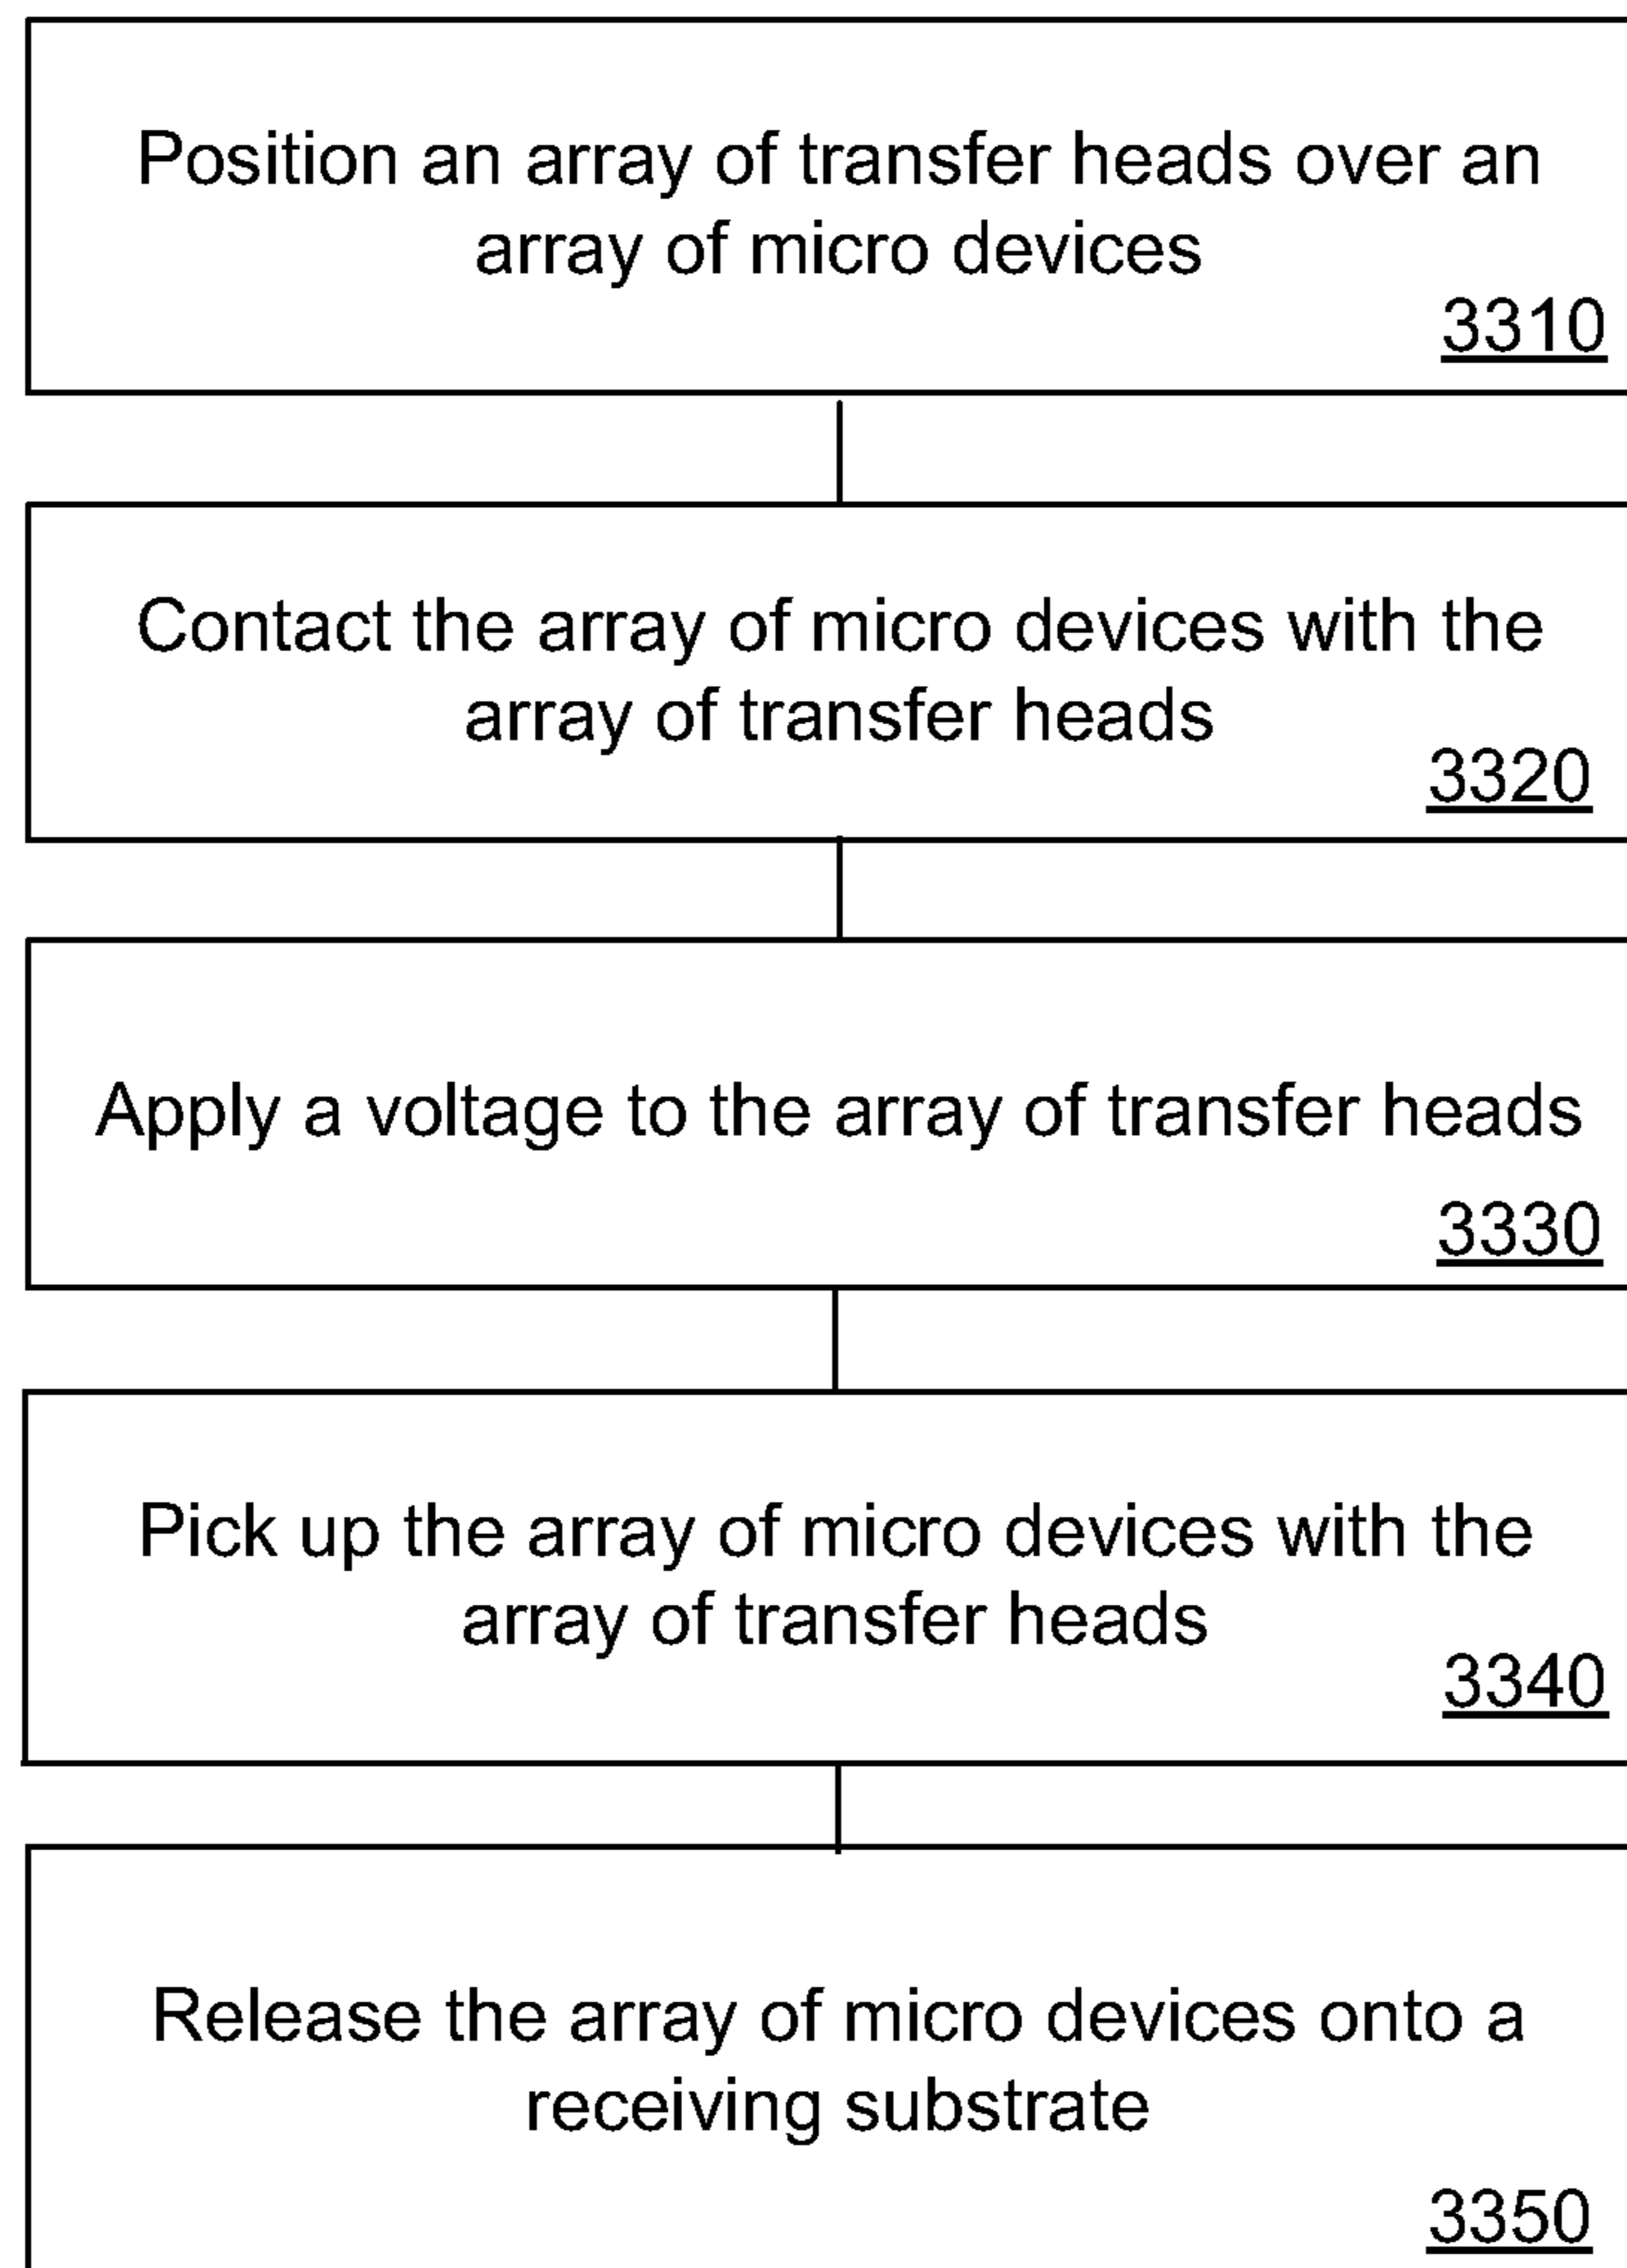 Position an array of transfer heads over an
array of micro devices
3310
Contact the array of micro devices with the
array of transfer heads
3320
Apply a voltage to the array of transfer heads
3330
Pick up the array of micro devices with the
array of transfer heads
3340
Release the array of micro devices onto a
receiving substrate
3350